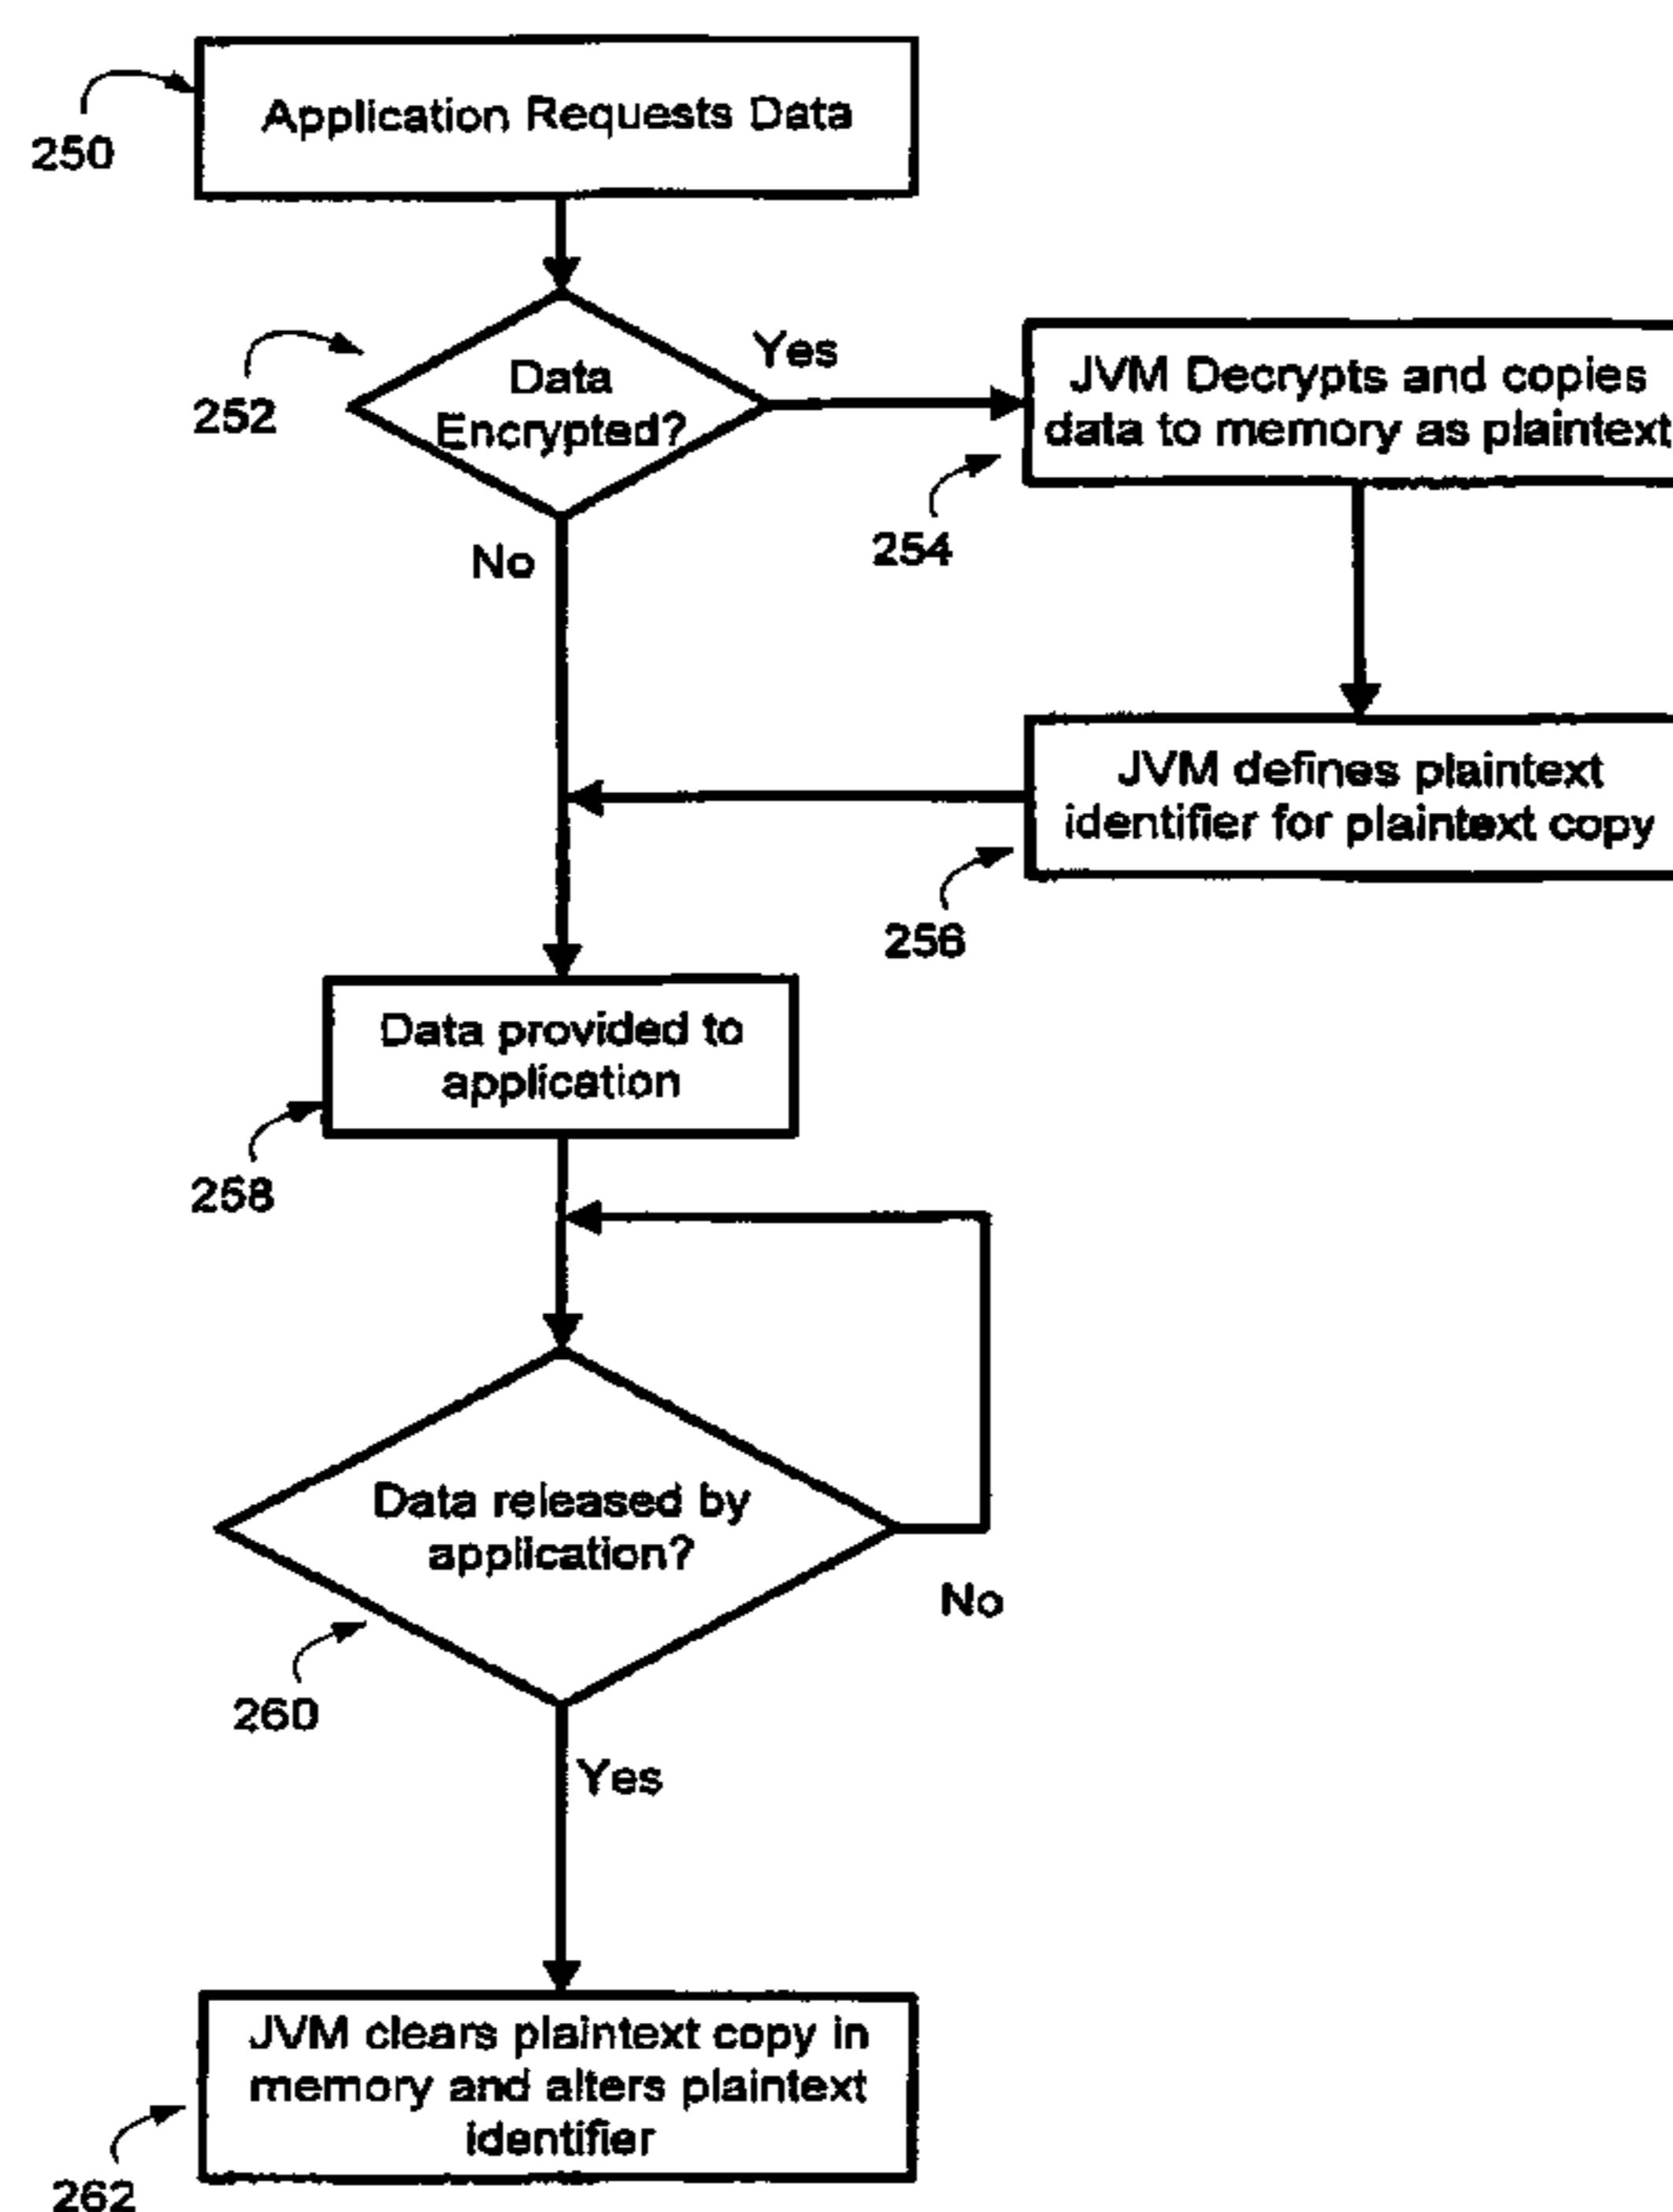 Application Requests Data
250
Data
Encrypted?
252
Yes
JVM Decrypts and copies
data to memory as plaintext
254
No
JVM defines plaintext
identifier for plaintext copy
256
Data provided to
application
258
Data released by
application?
No
260
Yes
JVM clears plaintext copy in
memory and alters plaintext
identifier
262